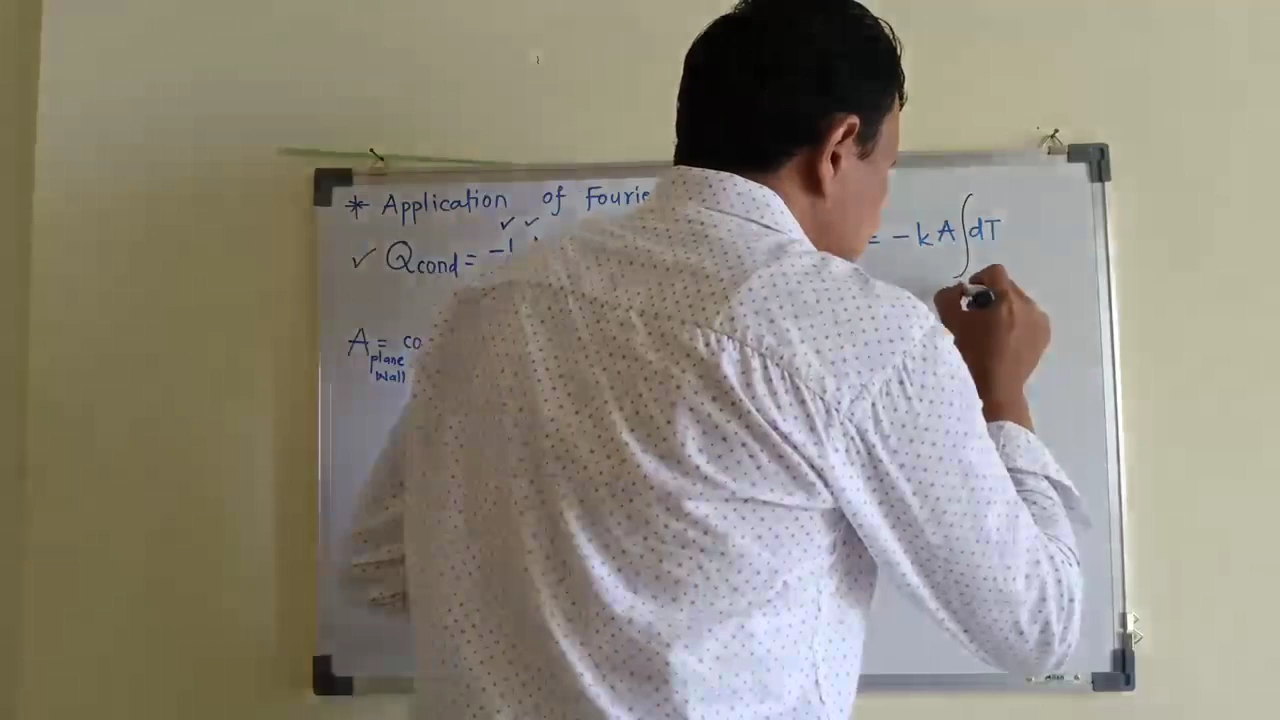 * Application of Fourie
Qcond = -
= -kA∫dT
A plane wall = co